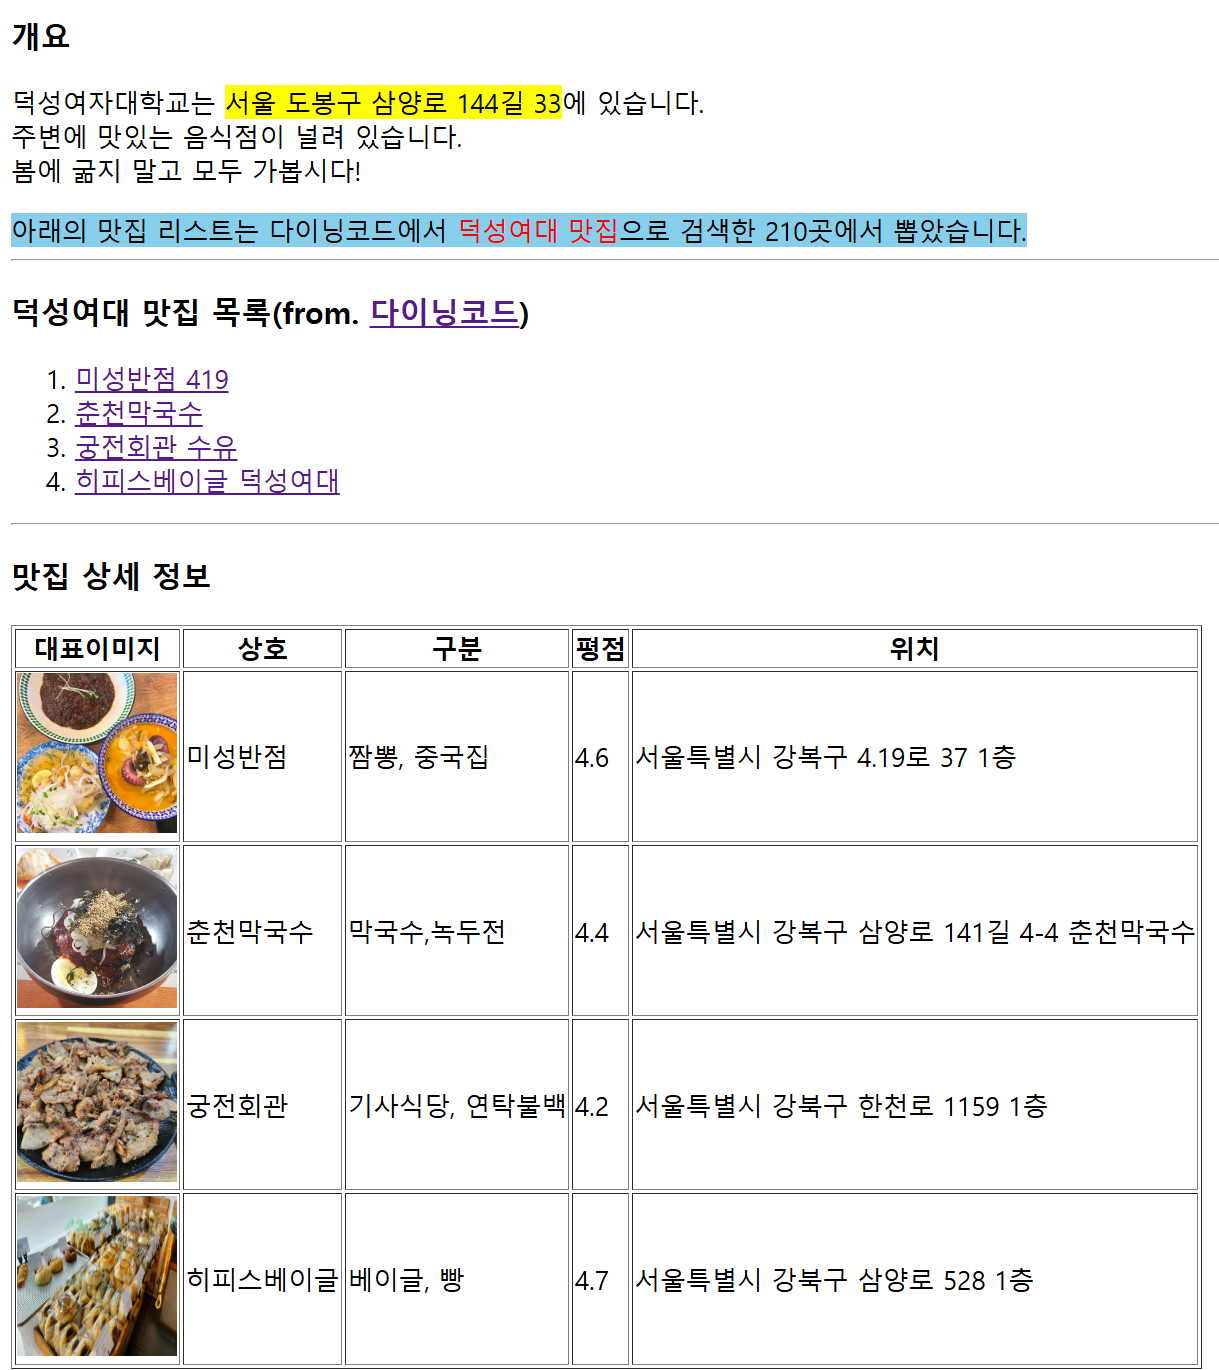 개요
덕성여자대학교는 서울 도봉구 삼양로 144길 33에 있습니다.
주변에 맛있는 음식점이 널려 있습니다.
봄에 굶지 말고 모두 가봅시다!
아래의 맛집 리스트는 다이닝코드에서 덕성여대 맛집으로 검색한 210곳에서 뽑았습니다.
덕성여대 맛집 목록(from. 다이닝코드)
1. 미성반점 419
2. 춘천막국수
3. 궁전회관 수유
4. 히피스베이글 덕성여대
맛집 상세 정보
대표이미지 상호 구분 평점 위치
미성반점 짬뽕, 중국집 4.6 서울특별시 강복구 4.19로 37 1층
춘천막국수 막국수,녹두전 4.4 서울특별시 강복구 삼양로 141길 4-4 춘천막국수
궁전회관 기사식당, 연탁불백 4.2 서울특별시 강북구 한천로 1159 1층
히피스베이글 베이글, 빵 4.7 서울특별시 강북구 삼양로 528 1층